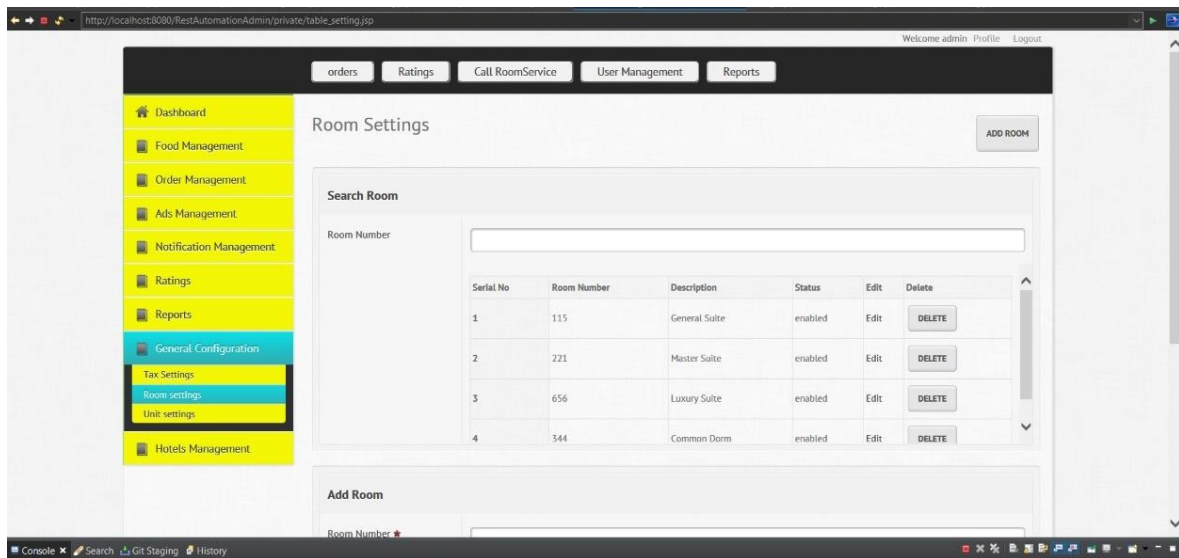 http://localhost:8080/RestAutomationAdmin/private/table_setting.jsp
Welcome admin Profile Logout
orders Ratings Call RoomService User Management Reports
Dashboard
Food Management
Order Management
Ads Management
Notification Management
Ratings
Reports
General Configuration
Tax Settings
Room settings
Unit settings
Hotels Management
Room Settings
ADD ROOM
Search Room
Room Number
Serial No Room Number Description Status Edit Delete
1 115 General Suite enabled Edit DELETE
2 221 Master Suite enabled Edit DELETE
3 656 Luxury Suite enabled Edit DELETE
4 344 Common Dorm enabled Edit DELETE
Add Room
Room Number *
Console Search Git Staging History